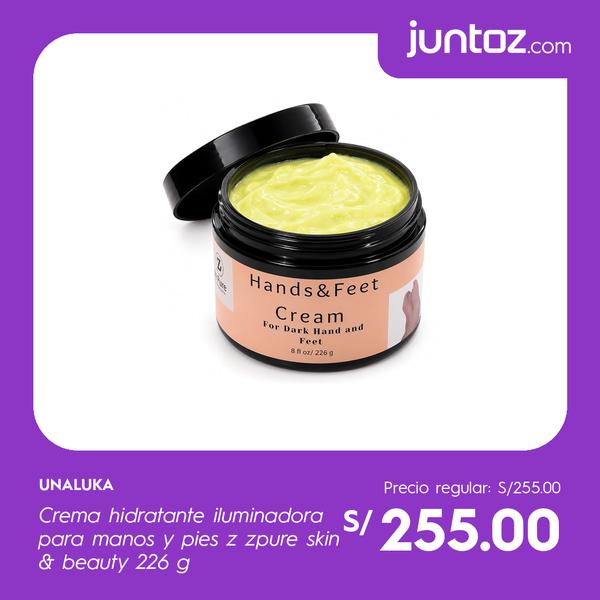 juntoz.com
Z
Hands&Feet
Cream
For Dark Hand and
Feet
8 fl oz/ 226 g
UNALUKA
Precio regular: S/255.00
Crema hidratante iluminadora
para manos y pies z zpure skin
& beauty 226 g
S/ 255.00